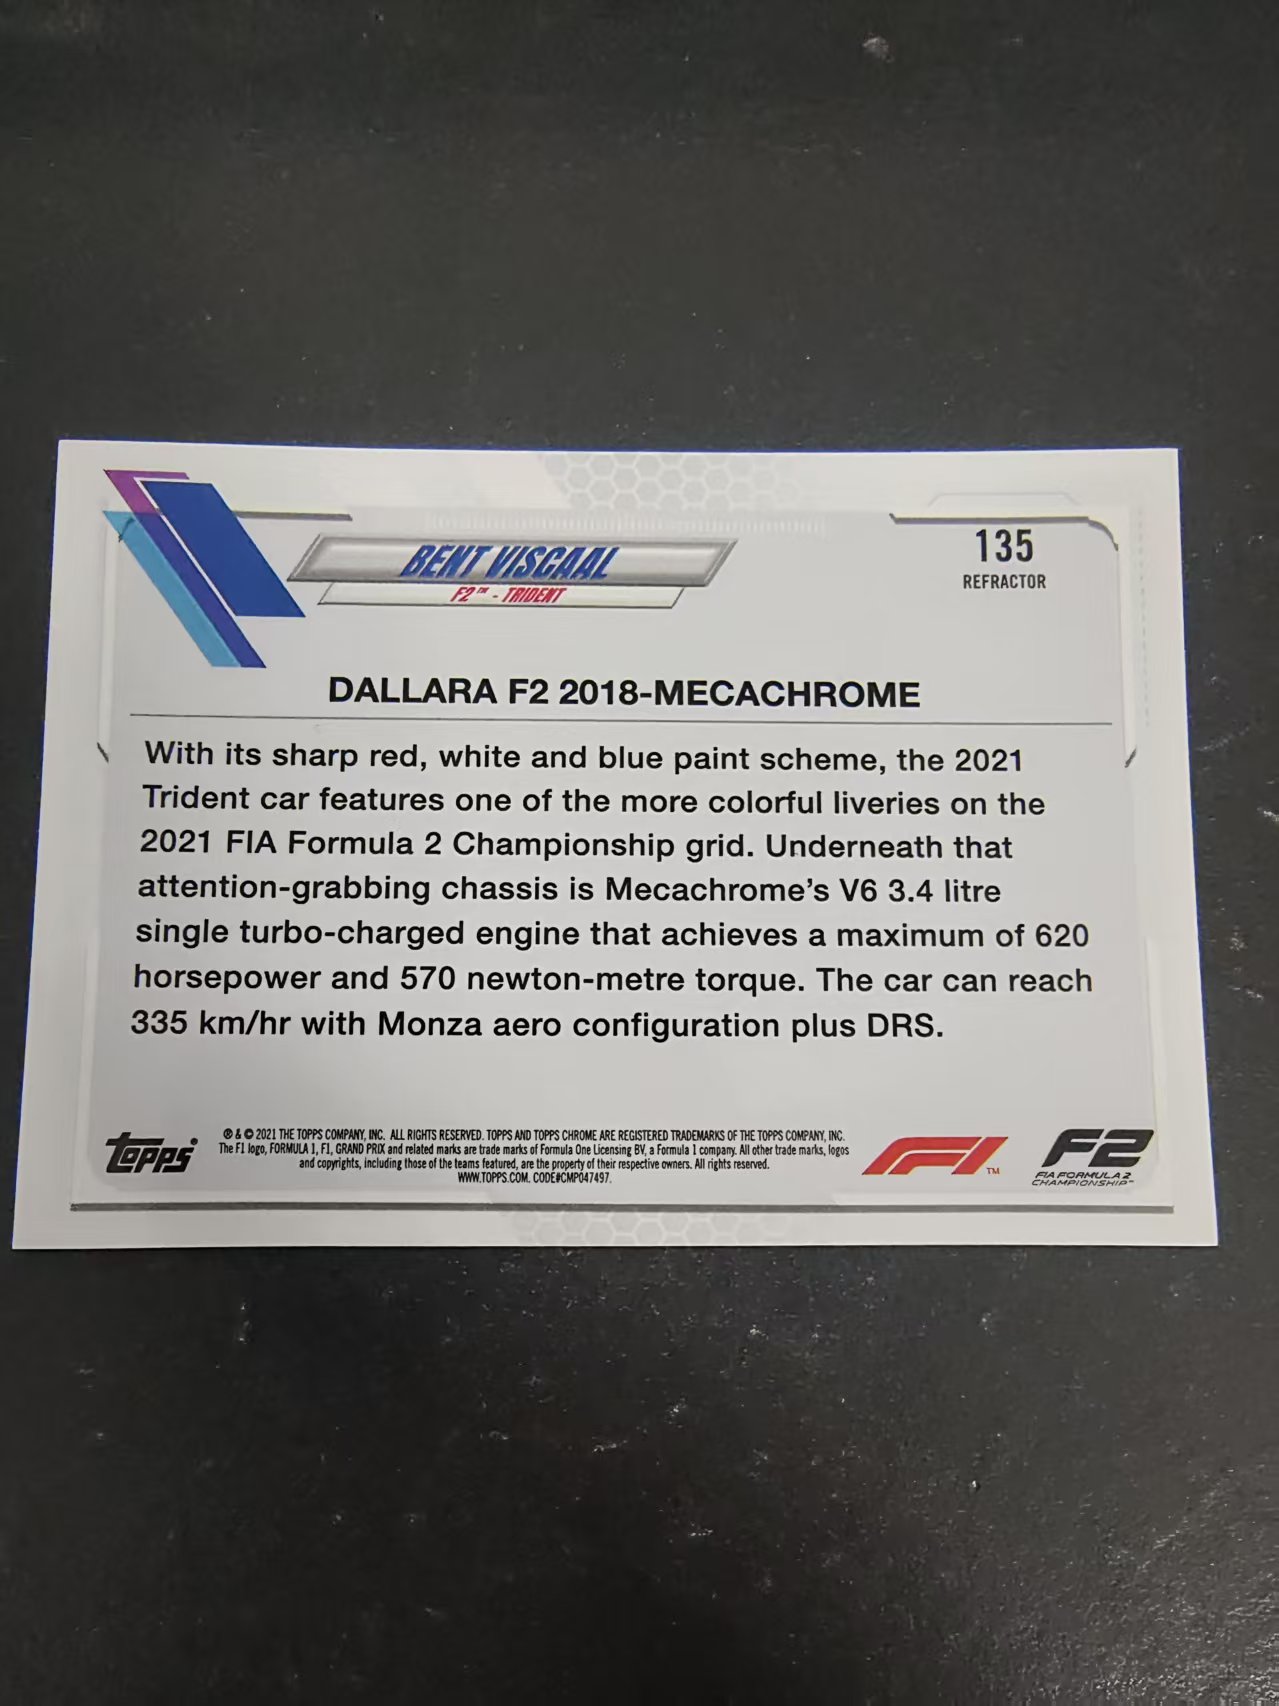 BENT VISCAAL
F2™ - TRIDENT
135
REFRACTOR
DALLARA F2 2018-MECACHROME
With its sharp red, white and blue paint scheme, the 2021
Trident car features one of the more colorful liveries on the
2021 FIA Formula 2 Championship grid. Underneath that
attention-grabbing chassis is Mecachrome's V6 3.4 litre
single turbo-charged engine that achieves a maximum of 620
horsepower and 570 newton-metre torque. The car can reach
335 km/hr with Monza aero configuration plus DRS.
Topps®
® & © 2021 THE TOPPS COMPANY, INC. ALL RIGHTS RESERVED. TOPPS AND TOPPS CHROME ARE REGISTERED TRADEMARKS OF THE TOPPS COMPANY, INC.
The F1 logo, FORMULA 1, F1, GRAND PRIX and related marks are trade marks of Formula One Licensing BV, a Formula 1 company. All other trade marks, logos
and copyrights, including those of the teams featured, are the property of their respective owners. All rights reserved.
WWW.TOPPS.COM. CODE#CMP047497.
F1™
F2
FIA FORMULA 2
CHAMPIONSHIP™